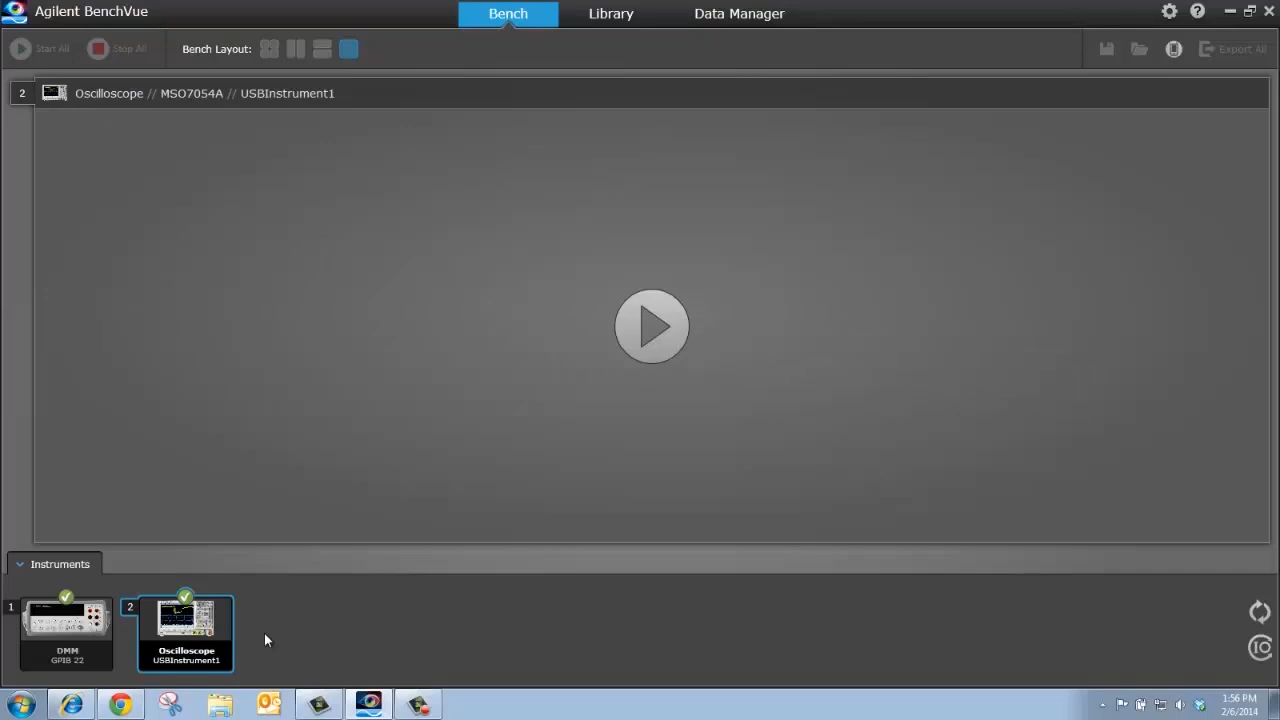 Agilent BenchVue
Bench
Library
Data Manager
Start All
Stop All
Bench Layout:
Export All
2
Oscilloscope // MSO7054A // USBInstrument1
Instruments
1
DMM
GPIB 22
2
Oscilloscope
USBInstrument1
IO
1:56 PM
2/6/2014